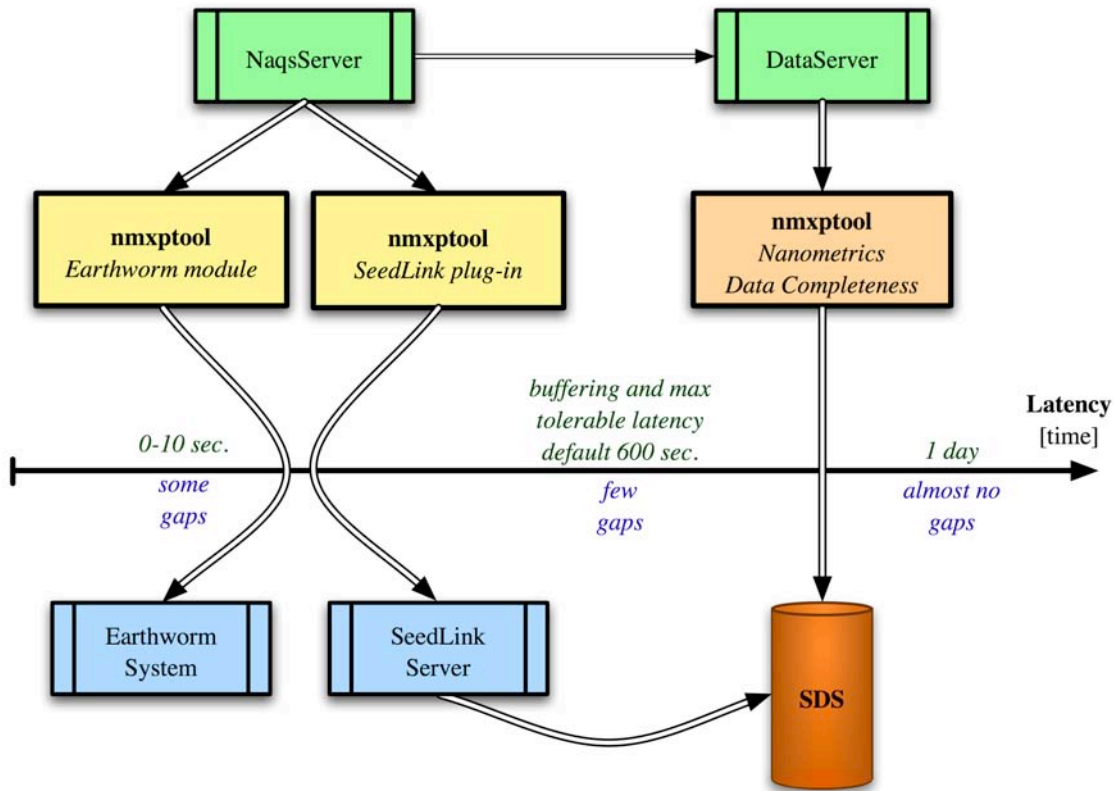 NaqsServer
DataServer
nmxptool
Earthworm module
nmxptool
SeedLink plug-in
nmxptool
Nanometrics
Data Completeness
0-10 sec.
some
gaps
buffering and max
tolerable latency
default 600 sec.
few
gaps
1 day
almost no
gaps
Latency
[time]
Earthworm
System
SeedLink
Server
SDS